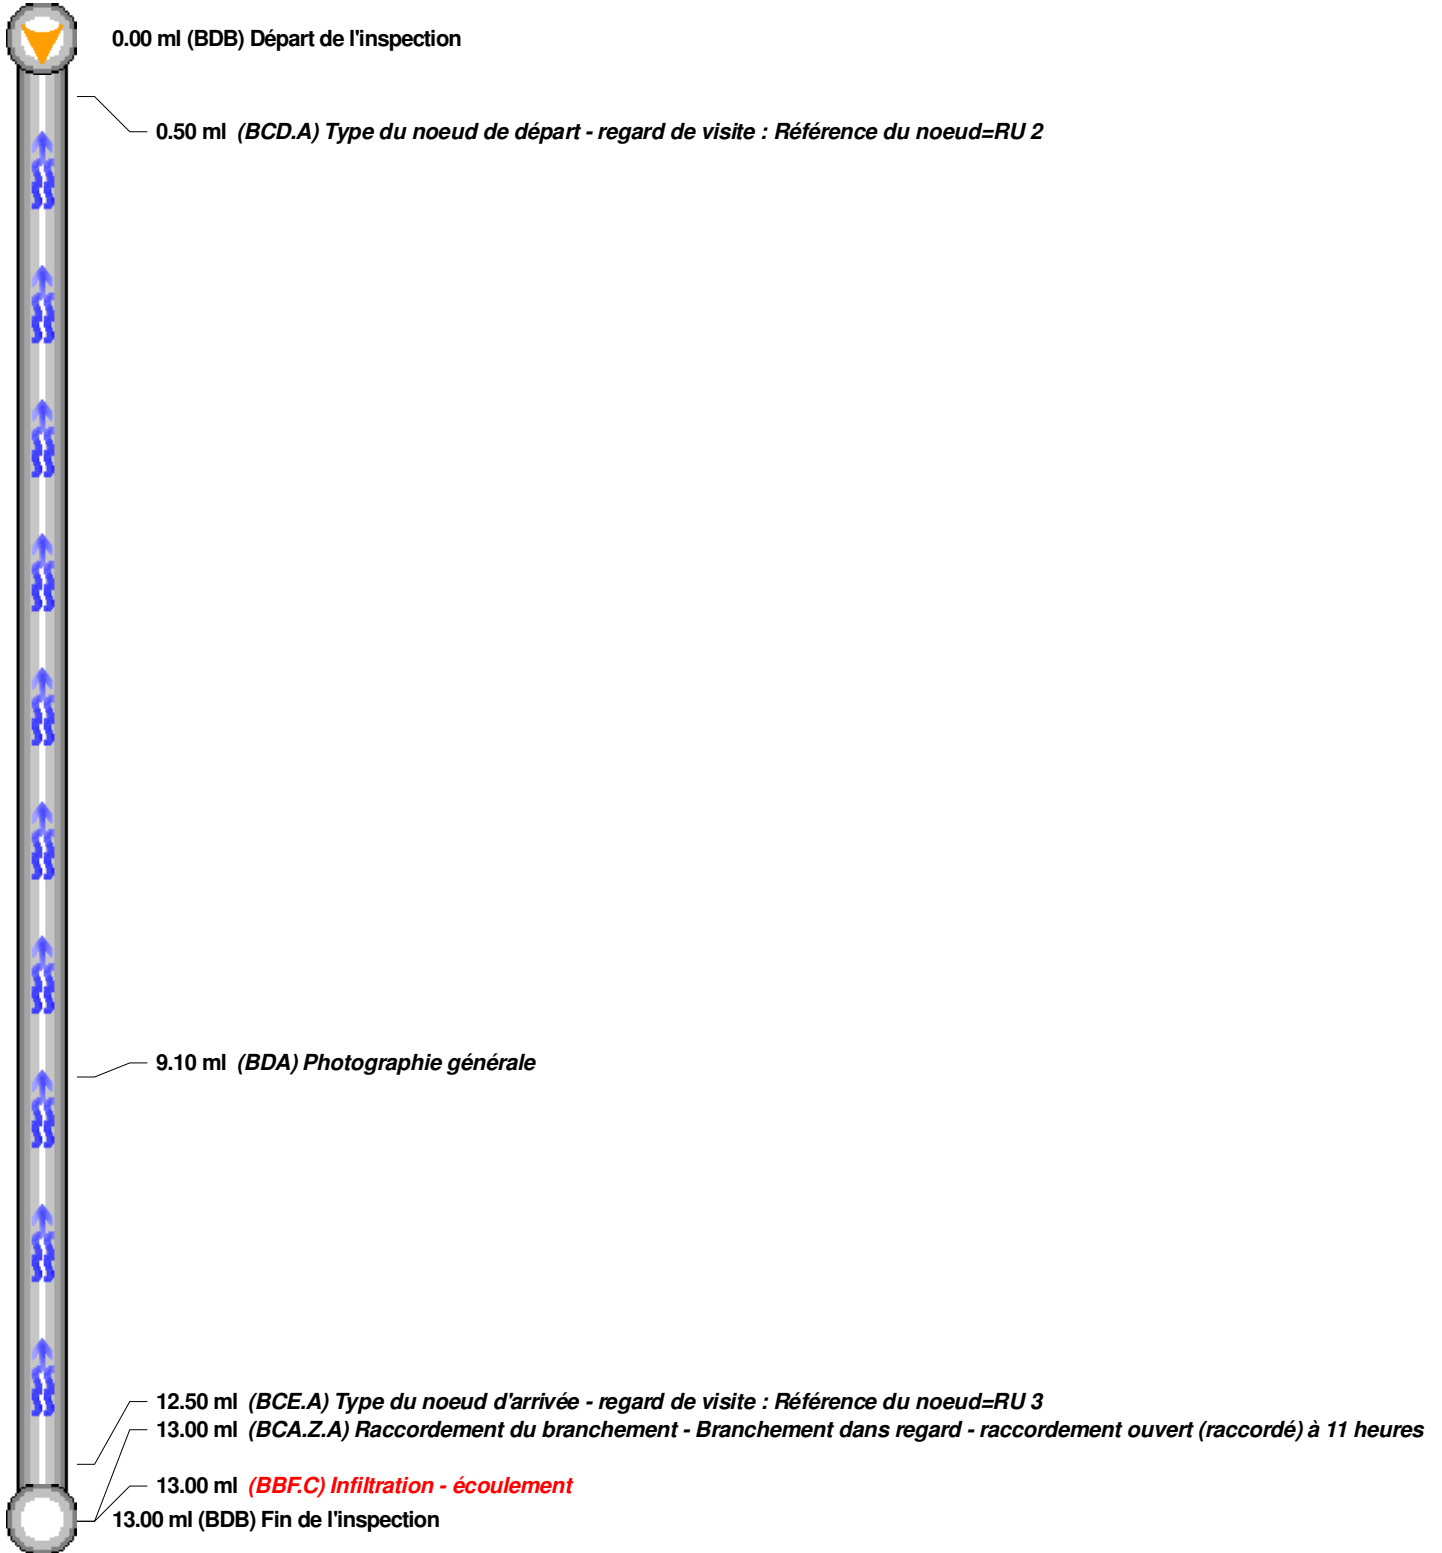 0.00 ml (BDB) Départ de l'inspection
0.50 ml (BCD.A) Type du noeud de départ - regard de visite : Référence du noeud=RU 2
9.10 ml (BDA) Photographie générale
12.50 ml (BCE.A) Type du noeud d'arrivée - regard de visite : Référence du noeud=RU 3
13.00 ml (BCA.Z.A) Raccordement du branchement - Branchement dans regard - raccordement ouvert (raccordé) à 11 heures
13.00 ml (BBF.C) Infiltration - écoulement
13.00 ml (BDB) Fin de l'inspection